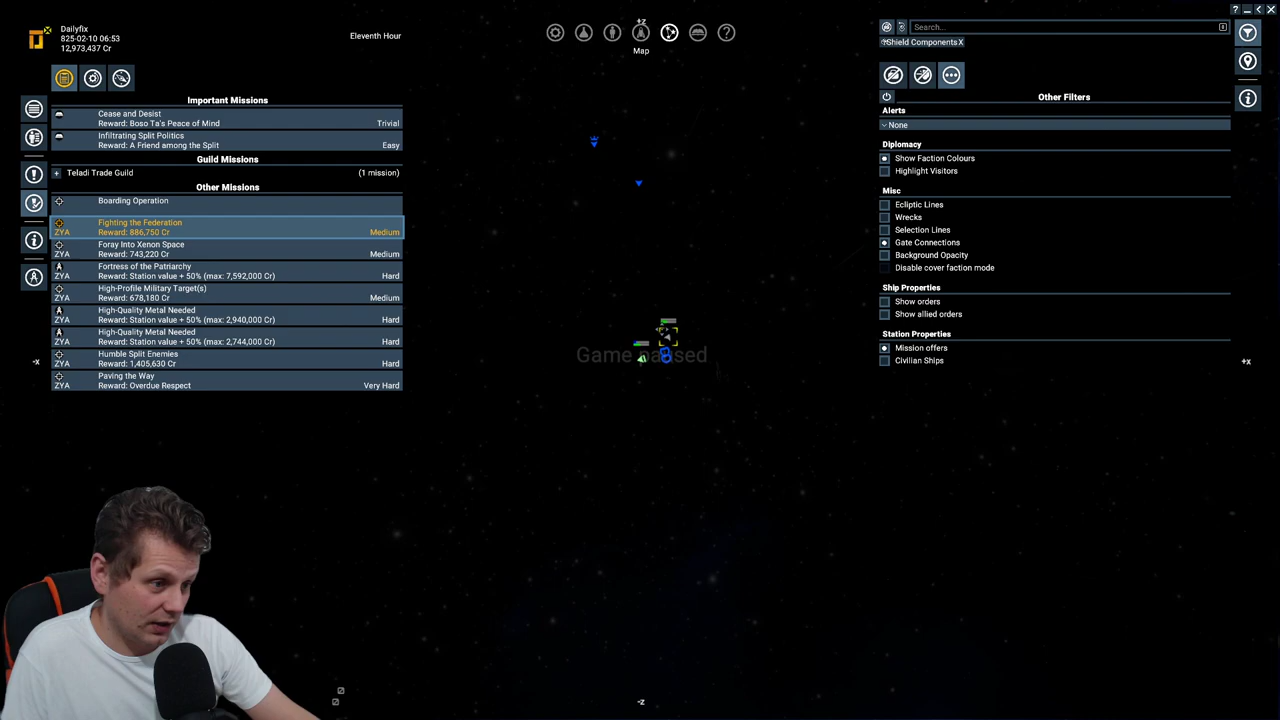 Dailyfix
825-02-10 06:53
12,973,437 Cr
Eleventh Hour
+z
Map
Important Missions
Cease and Desist
Reward: Boso Ta's Peace of Mind Trivial
Infiltrating Split Politics
Reward: A Friend among the Split Easy
Guild Missions
+ Teladi Trade Guild (1 mission)
Other Missions
Boarding Operation
Fighting the Federation
ZYA Reward: 886,750 Cr Medium
Foray Into Xenon Space
ZYA Reward: 743,220 Cr Medium
Fortress of the Patriarchy
ZYA Reward: Station value + 50% (max: 7,592,000 Cr) Hard
High-Profile Military Target(s)
ZYA Reward: 678,180 Cr Medium
High-Quality Metal Needed
ZYA Reward: Station value + 50% (max: 2,940,000 Cr) Hard
High-Quality Metal Needed
ZYA Reward: Station value + 50% (max: 2,744,000 Cr) Hard
Humble Split Enemies
ZYA Reward: 1,405,630 Cr Hard
Paving the Way
ZYA Reward: Overdue Respect Very Hard
-x
Game paused
+x
-z
Search...
Shield Components X
Other Filters
Alerts
None
Diplomacy
Show Faction Colours
Highlight Visitors
Misc
Ecliptic Lines
Wrecks
Selection Lines
Gate Connections
Background Opacity
Disable cover faction mode
Ship Properties
Show orders
Show allied orders
Station Properties
Mission offers
Civilian Ships